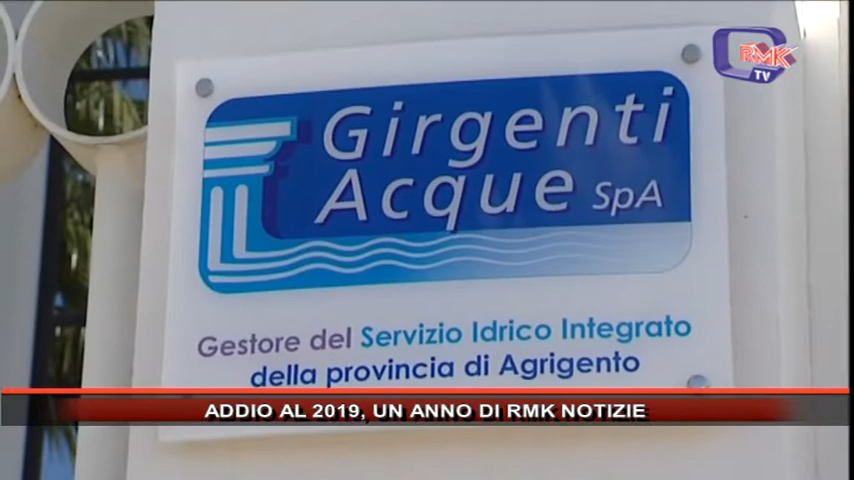 RMK
TV
Girgenti
Acque SpA
Gestore del Servizio Idrico Integrato
della provincia di Agrigento
ADDIO AL 2019, UN ANNO DI RMK NOTIZIE